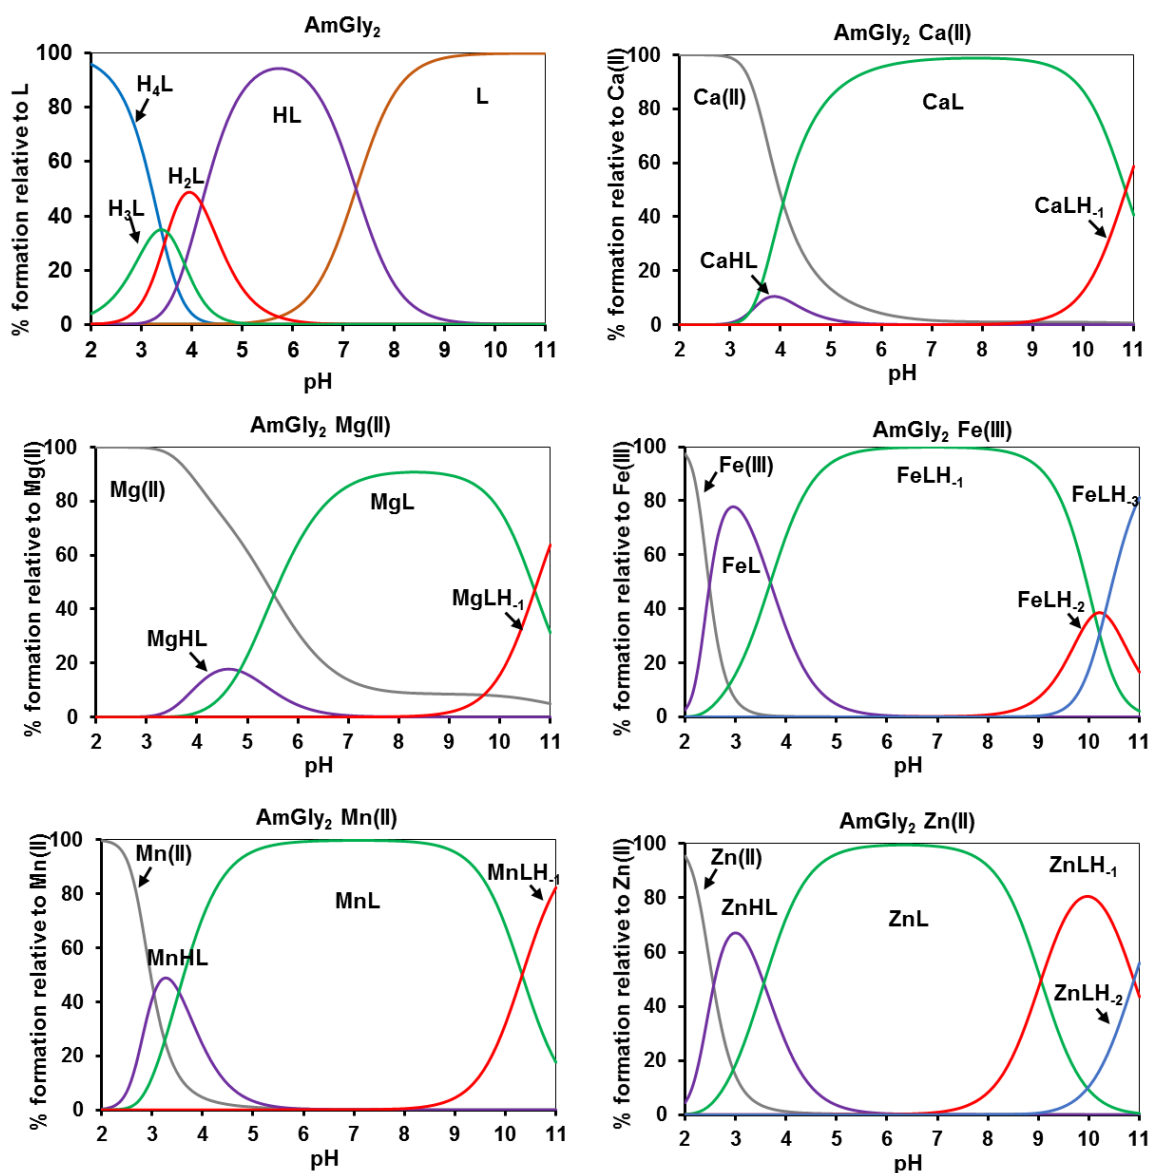 AmGly2
% formation relative to L
100
80
60
40
20
0
H4L
H3L
H2L
HL
L
2 3 4 5 6 7 8 9 10 11
pH
AmGly2 Ca(II)
% formation relative to Ca(II)
100
80
60
40
20
0
Ca(II)
CaL
CaHL
CaLH-1
2 3 4 5 6 7 8 9 10 11
pH
AmGly2 Mg(II)
% formation relative to Mg(II)
100
80
60
40
20
0
Mg(II)
MgL
MgHL
MgLH-1
2 3 4 5 6 7 8 9 10 11
pH
AmGly2 Fe(III)
% formation relative to Fe(III)
100
80
60
40
20
0
Fe(III)
FeL
FeLH-1
FeLH-2
FeLH-3
2 3 4 5 6 7 8 9 10 11
pH
AmGly2 Mn(II)
% formation relative to Mn(II)
100
80
60
40
20
0
Mn(II)
MnHL
MnL
MnLH-1
2 3 4 5 6 7 8 9 10 11
pH
AmGly2 Zn(II)
% formation relative to Zn(II)
100
80
60
40
20
0
Zn(II)
ZnHL
ZnL
ZnLH-1
ZnLH-2
2 3 4 5 6 7 8 9 10 11
pH